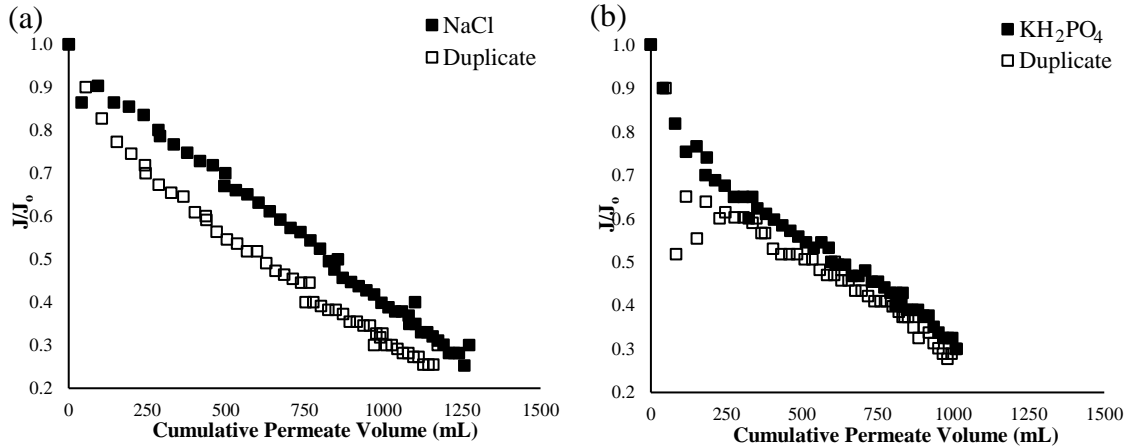 (a)
NaCl
Duplicate
1.0
0.9
0.8
0.7
0.6
0.5
0.4
0.3
0.2
J/Jo
0 250 500 750 1000 1250 1500
Cumulative Permeate Volume (mL)
(b)
KH2PO4
Duplicate
1.0
0.9
0.8
0.7
0.6
0.5
0.4
0.3
0.2
J/Jo
0 250 500 750 1000 1250 1500
Cumulative Permeate Volume (mL)